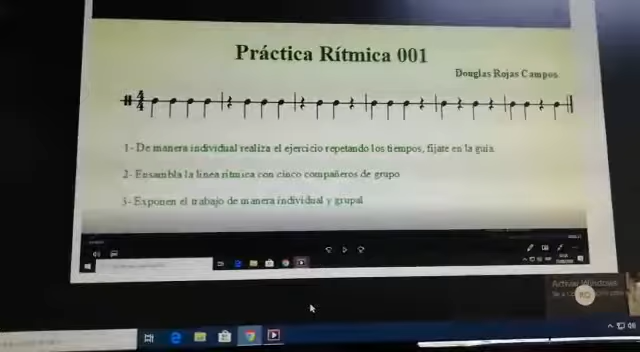 Práctica Rítmica 001
Douglas Rojas Campos
4
4
1- De manera individual realiza el ejercicio repetando los tiempos, fijate en la guia
2- Ensambla la linea ritmica con cinco compañeros de grupo
3- Exponen el trabajo de manera individual y grupal
Activar Windows